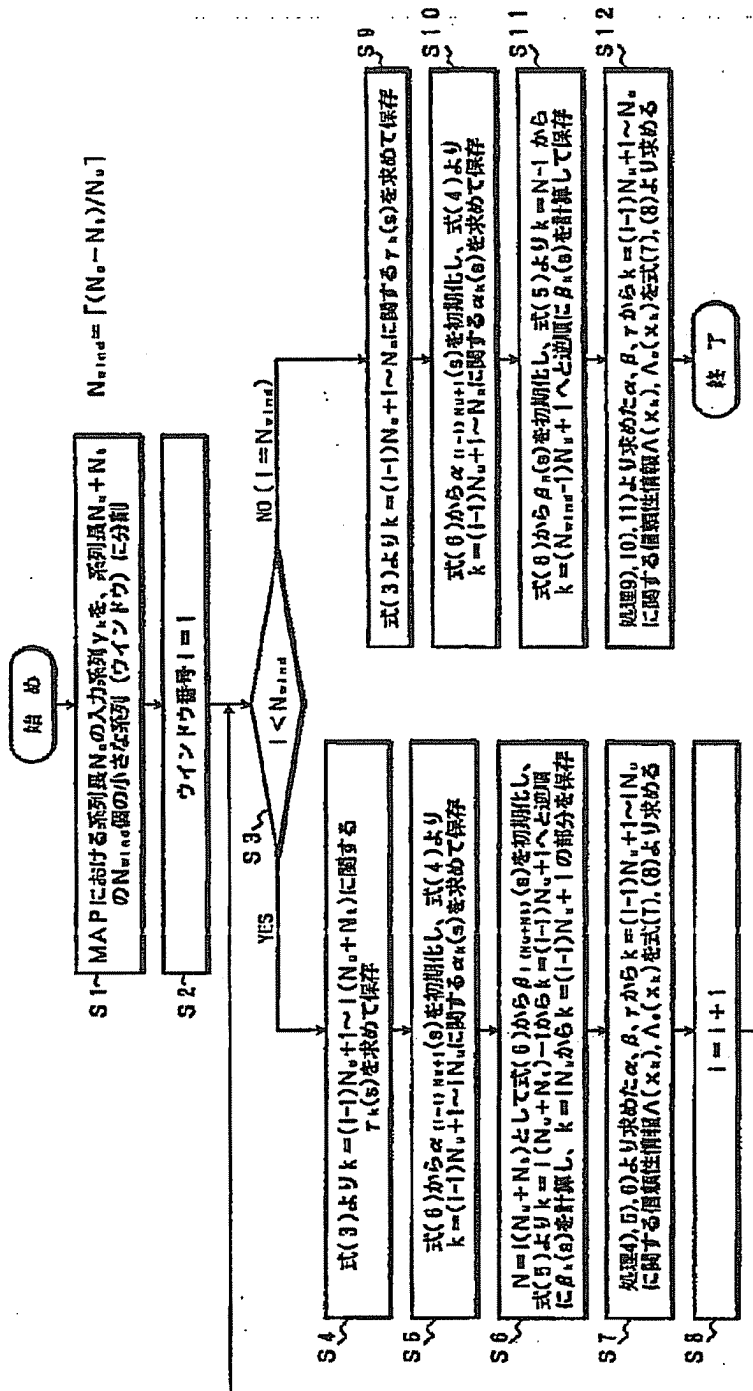 始 め
S1 MAPにおける系列長Nₐの入力系列yₖを、系列長Nᵤ+Nₜ
のN_wind個の小さな系列（ウインドウ）に分割
N_wind=⌈(Nₐ−Nₜ)/Nᵤ⌉
S2 ウインドウ番号 l=1
S3
l<N_wind
YES
NO (l=N_wind)
S4
式(3)よりk=(l-1)Nᵤ+1〜l(Nᵤ+Nₜ)に関する
γₖ(s)を求めて保存
S5
式(6)からα(l-1)Nᵤ+1(s)を初期化し、式(4)より
k=(l-1)Nᵤ+1〜lNᵤに関するαₖ(s)を求めて保存
S6
N=l(Nᵤ+Nₜ)として式(6)からβl(Nᵤ+Nₜ)(s)を初期化し、
式(5)よりk=l(Nᵤ+Nₜ)-1からk=(l-1)Nᵤ+1へと逆順
にβₖ(s)を計算し、k=lNᵤからk=(l-1)Nᵤ+1の部分を保存
S7
処理4),5),6)より求めたα、β、γからk=(l-1)Nᵤ+1〜lNᵤ
に関する信頼性情報Λ(xₖ), Λₑ(xₖ)を式(7),(8)より求める
S8
l=l+1
S9
式(3)よりk=(l-1)Nᵤ+1〜Nₐに関するγₖ(s)を求めて保存
S10
式(6)からα(l-1)Nᵤ+1(s)を初期化し、式(4)より
k=(l-1)Nᵤ+1〜Nₐに関するαₖ(s)を求めて保存
S11
式(6)からβₙ(s)を初期化し、式(5)よりk=N-1から
k=(N_wind-1)Nᵤ+1へと逆順にβₖ(s)を計算して保存
S12
処理9),10),11)より求めたα、β、γからk=(l-1)Nᵤ+1〜Nₐ
に関する信頼性情報Λ(xₖ), Λₑ(xₖ)を式(7),(8)より求める
終 了